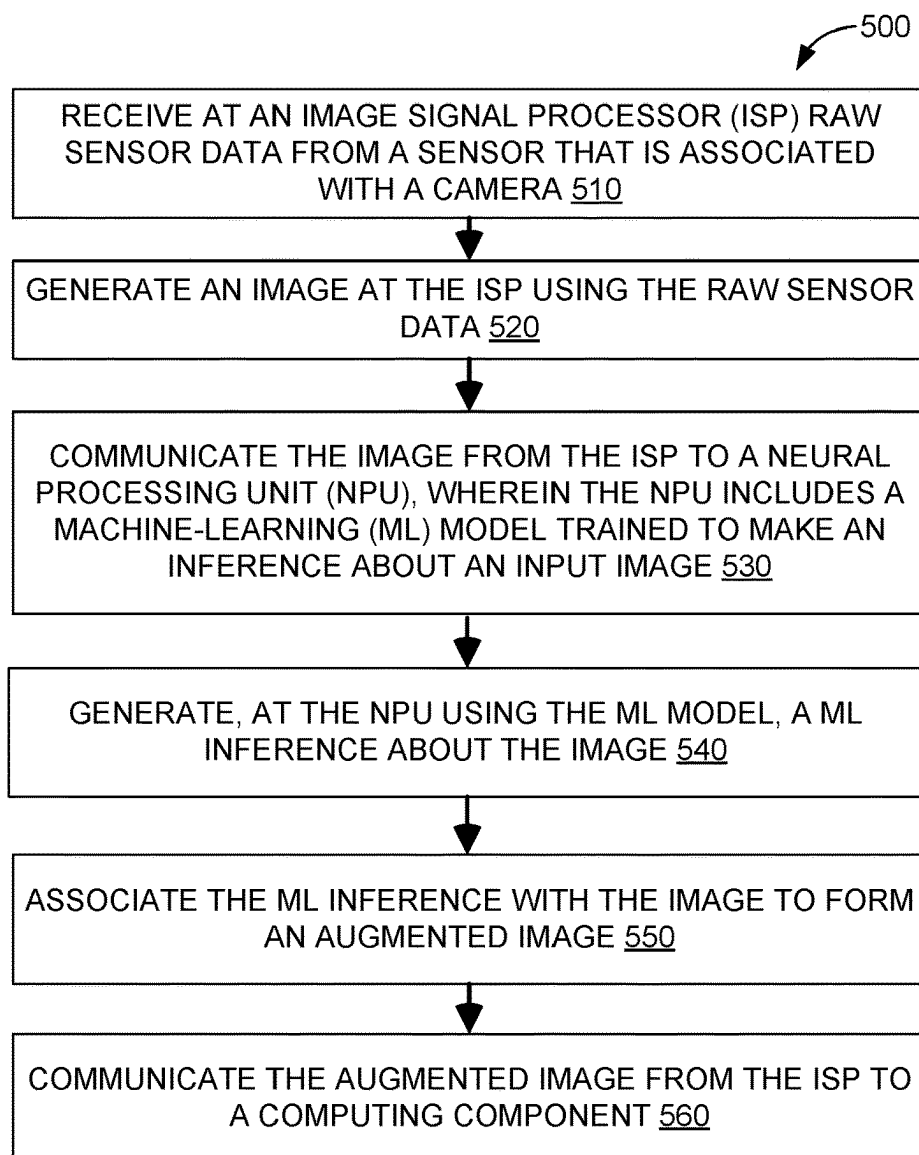 500
RECEIVE AT AN IMAGE SIGNAL PROCESSOR (ISP) RAW
SENSOR DATA FROM A SENSOR THAT IS ASSOCIATED
WITH A CAMERA 510
GENERATE AN IMAGE AT THE ISP USING THE RAW SENSOR
DATA 520
COMMUNICATE THE IMAGE FROM THE ISP TO A NEURAL
PROCESSING UNIT (NPU), WHEREIN THE NPU INCLUDES A
MACHINE-LEARNING (ML) MODEL TRAINED TO MAKE AN
INFERENCE ABOUT AN INPUT IMAGE 530
GENERATE, AT THE NPU USING THE ML MODEL, A ML
INFERENCE ABOUT THE IMAGE 540
ASSOCIATE THE ML INFERENCE WITH THE IMAGE TO FORM
AN AUGMENTED IMAGE 550
COMMUNICATE THE AUGMENTED IMAGE FROM THE ISP TO
A COMPUTING COMPONENT 560